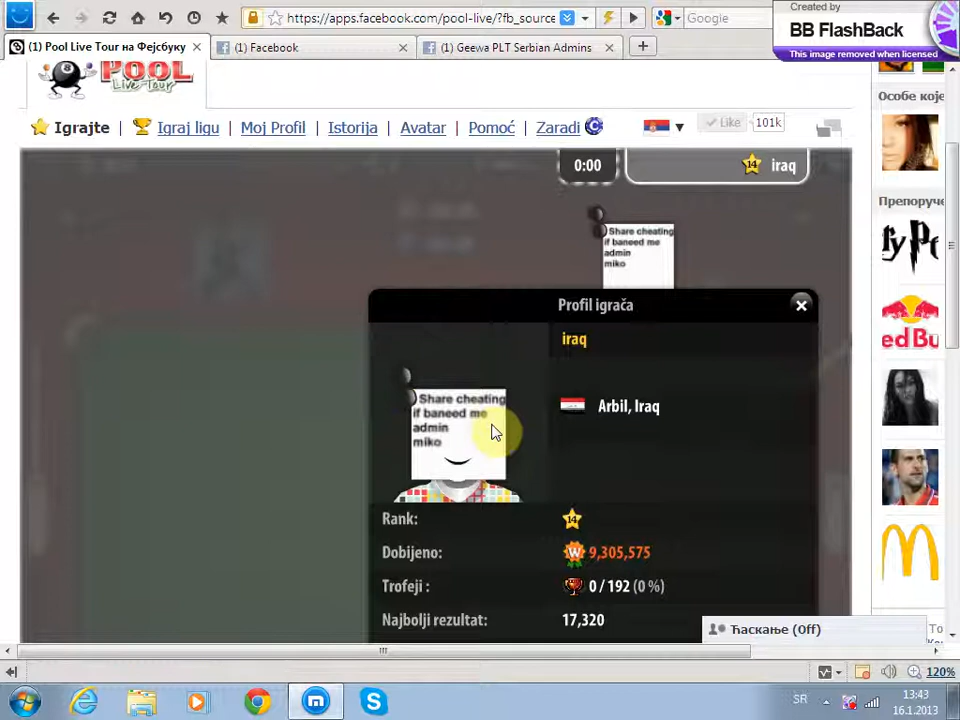 https://apps.facebook.com/pool-live/?fb_source
Google
Created by
BB FlashBack
This image removed when licensed
(1) Pool Live Tour на Фејсбуку
(1) Facebook
(1) Geewa PLT Serbian Admins
POOL
Live Tour
Igrajte | Igraj ligu | Moj Profil | Istorija | Avatar | Pomoć | Zaradi
Like
101k
Особе које
0:00
14 iraq
Share cheating
if baneed me
admin
miko
Препоруче
Profil igrača
iraq
Share cheating
if baneed me
admin
miko
Arbil, Iraq
Red Bu
Rank:
14
Dobijeno:
W 9,305,575
Trofeji :
0 / 192 (0 %)
Najbolji rezultat:
17,320
Ћаскање (Off)
120%
SR
13:43
16.1.2013